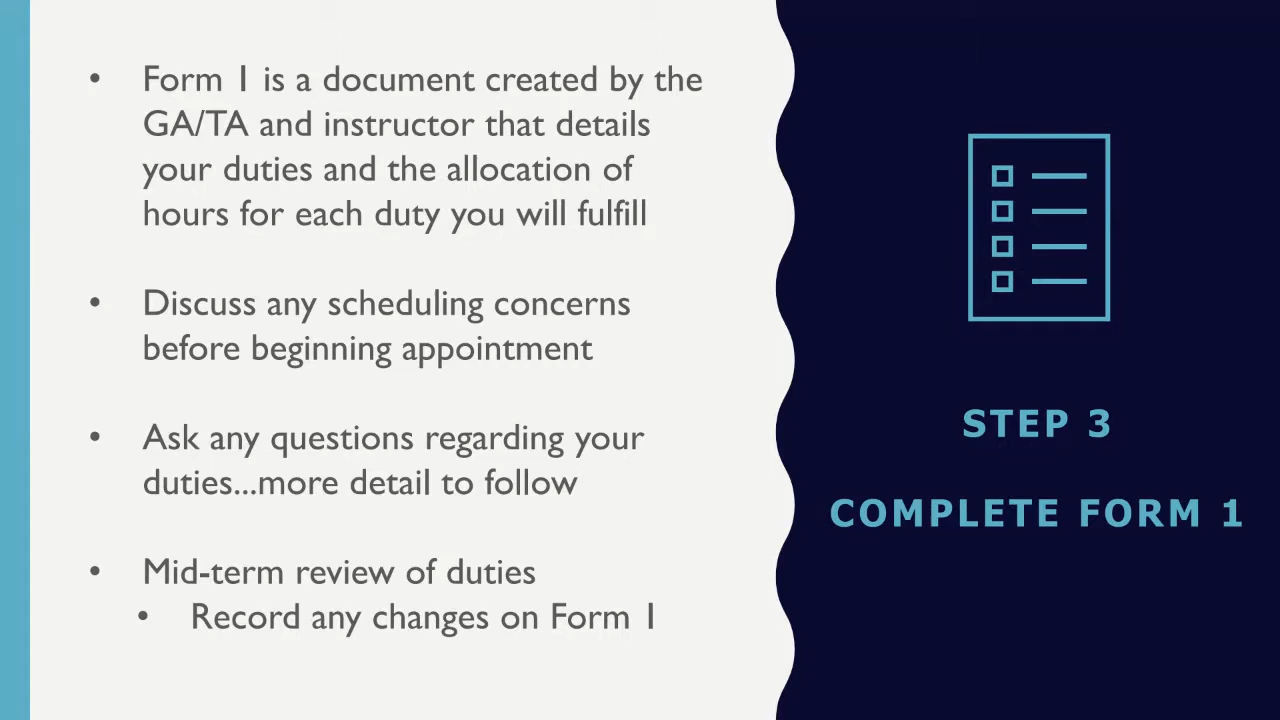 • Form 1 is a document created by the
GA/TA and instructor that details
your duties and the allocation of
hours for each duty you will fulfill
• Discuss any scheduling concerns
before beginning appointment
• Ask any questions regarding your
duties...more detail to follow
• Mid-term review of duties
• Record any changes on Form 1
STEP 3
COMPLETE FORM 1